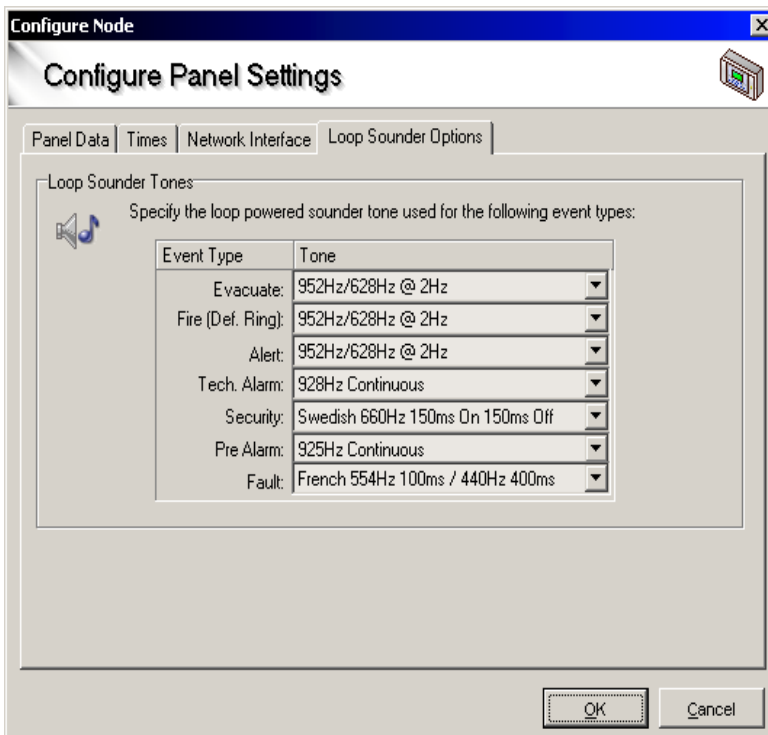 Configure Node
Configure Panel Settings
Panel Data Times Network Interface Loop Sounder Options
Loop Sounder Tones
Specify the loop powered sounder tone used for the following event types:
Event Type Tone
Evacuate: 952Hz/628Hz @ 2Hz
Fire (Def. Ring): 952Hz/628Hz @ 2Hz
Alert: 952Hz/628Hz @ 2Hz
Tech. Alarm: 928Hz Continuous
Security: Swedish 660Hz 150ms On 150ms Off
Pre Alarm: 925Hz Continuous
Fault: French 554Hz 100ms / 440Hz 400ms
OK Cancel